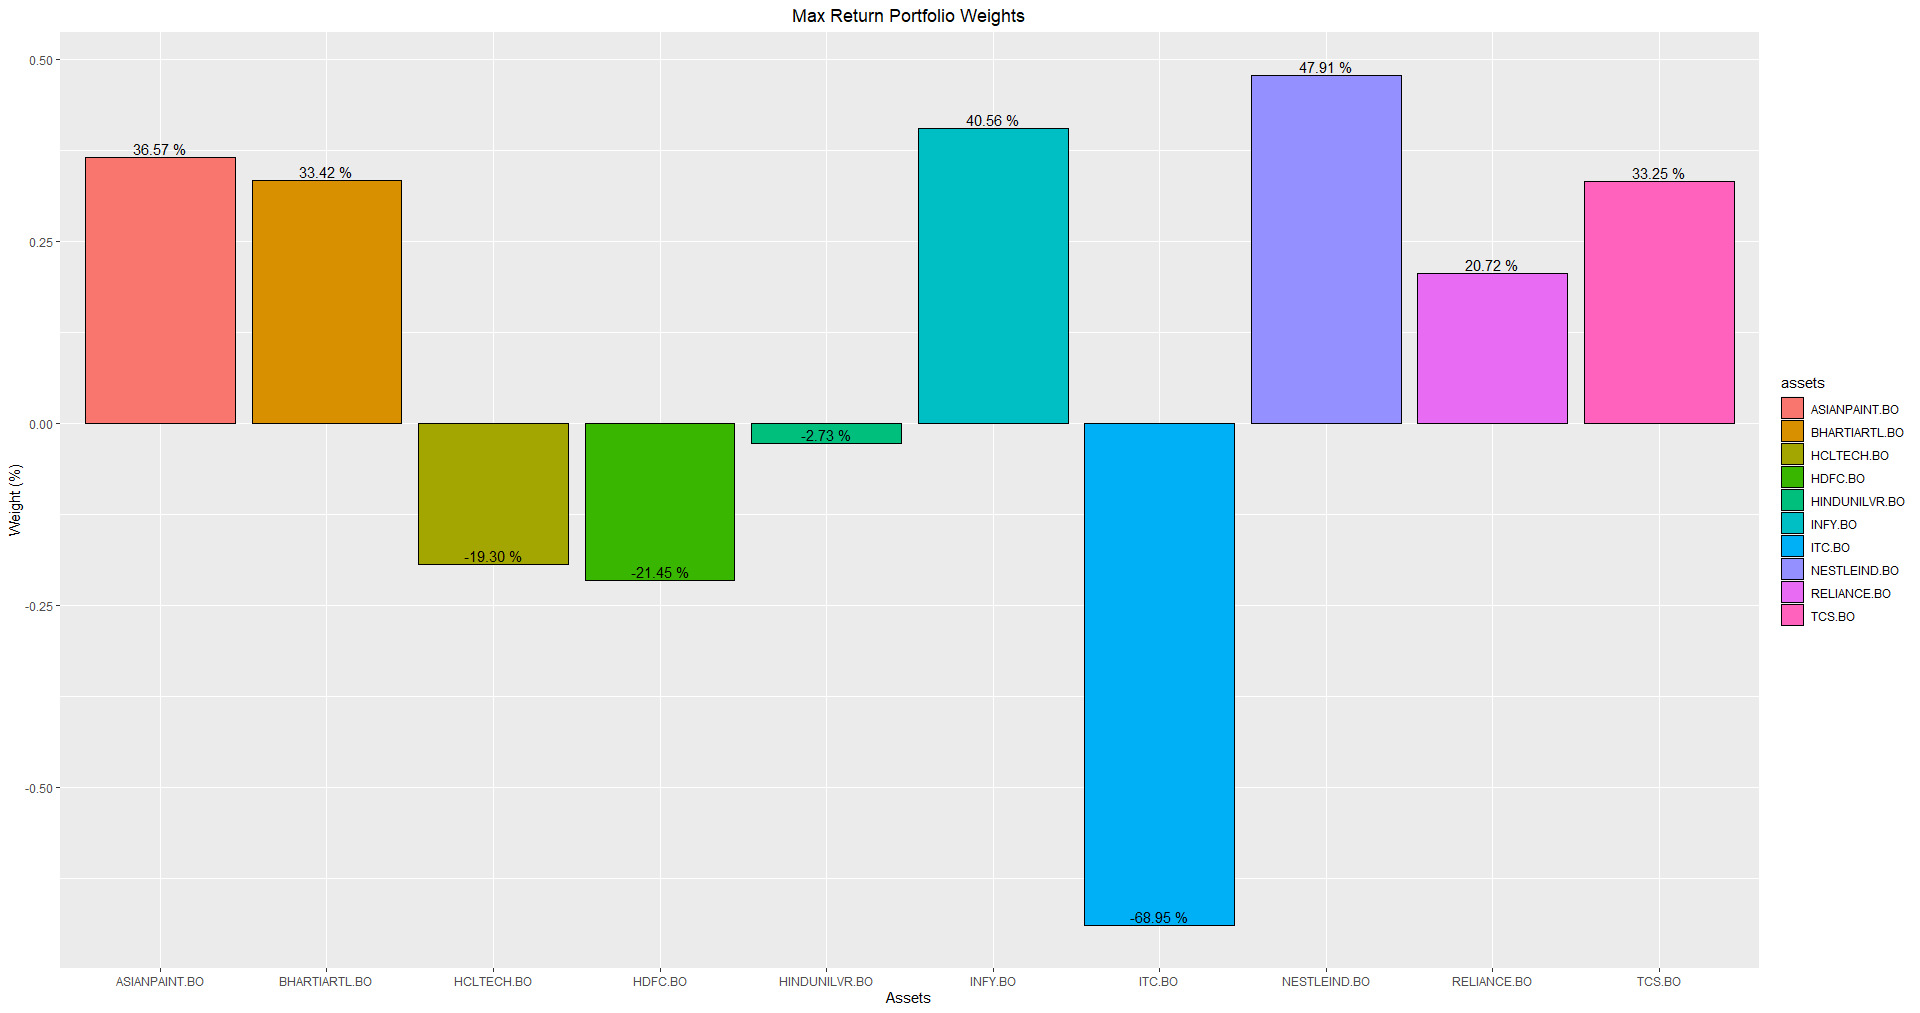 Max Return Portfolio Weights
0.50
0.25
0.00
-0.25
-0.50
Weight (%)
36.57 %
33.42 %
-19.30 %
-21.45 %
-2.73 %
40.56 %
-68.95 %
47.91 %
20.72 %
33.25 %
ASIANPAINT.BO BHARTIARTL.BO HCLTECH.BO HDFC.BO HINDUNILVR.BO INFY.BO ITC.BO NESTLEIND.BO RELIANCE.BO TCS.BO
Assets
assets
ASIANPAINT.BO
BHARTIARTL.BO
HCLTECH.BO
HDFC.BO
HINDUNILVR.BO
INFY.BO
ITC.BO
NESTLEIND.BO
RELIANCE.BO
TCS.BO